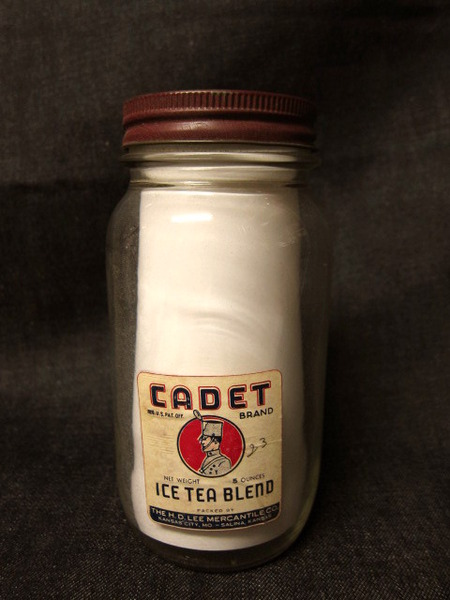 CADET
REG. U.S. PAT. OFF. BRAND
23
NET WEIGHT 8 OUNCES
ICE TEA BLEND
PACKED BY
THE H.D. LEE MERCANTILE CO.
KANSAS CITY, MO. - SALINA, KANSAS